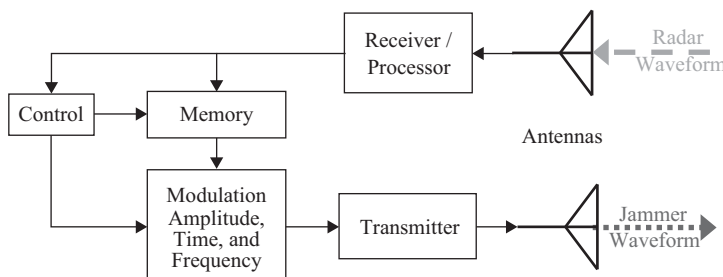 Receiver /
Processor
Radar
Waveform
Control
Memory
Antennas
Modulation
Amplitude,
Time, and
Frequency
Transmitter
Jammer
Waveform